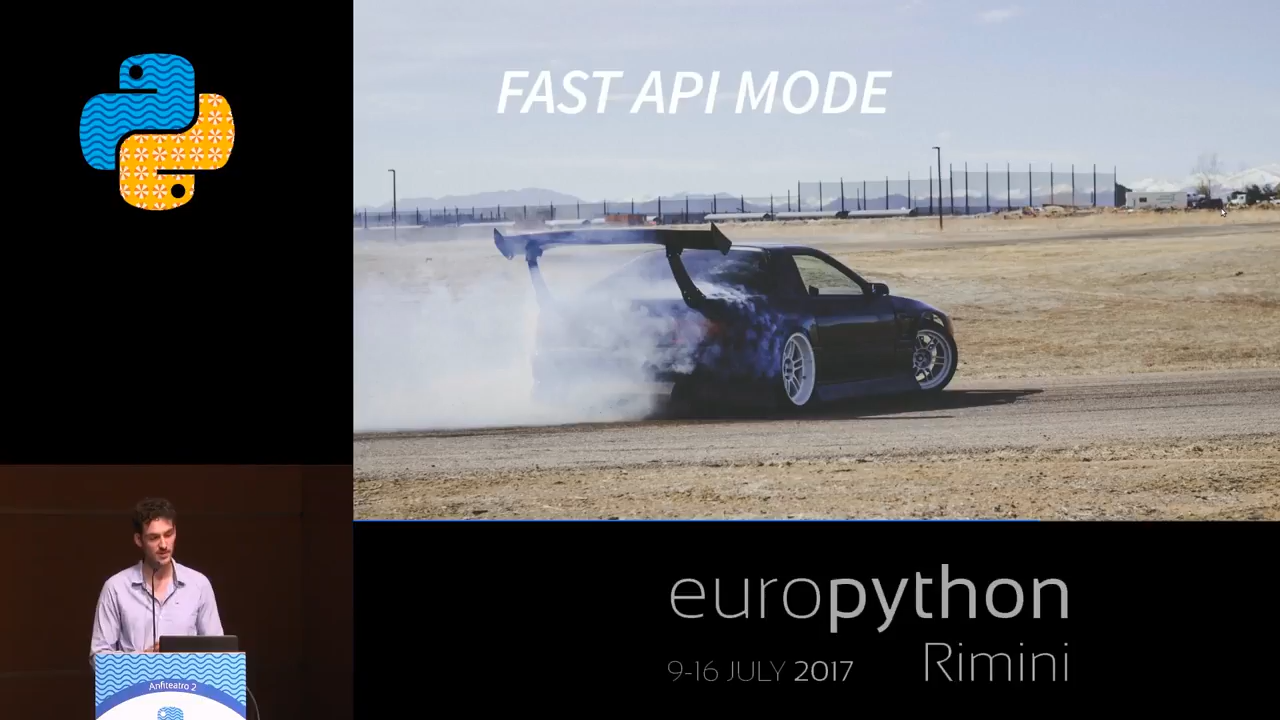 FAST API MODE
europython
Rimini
9-16 JULY 2017
Anfiteatro 2